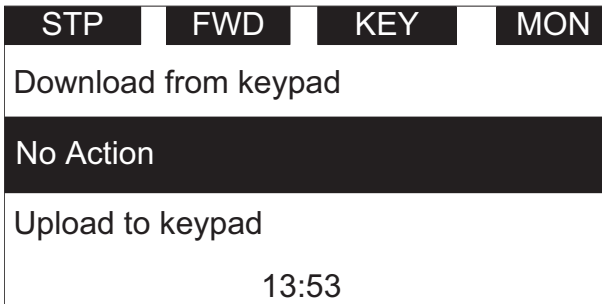 STP FWD KEY MON
Download from keypad
No Action
Upload to keypad
13:53